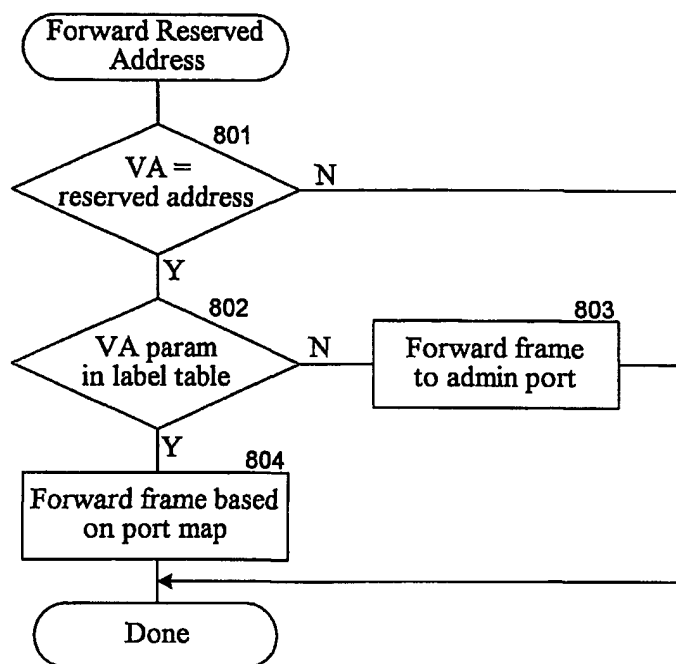 Forward Reserved
Address
801
VA =
reserved address
N
Y
802
VA param
in label table
N
803
Forward frame
to admin port
Y
804
Forward frame based
on port map
Done